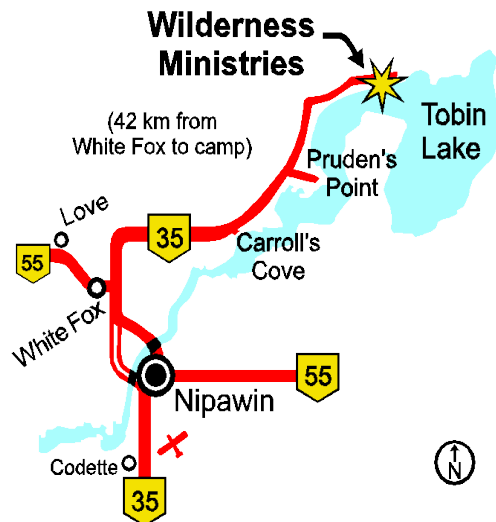 Wilderness
Ministries
(42 km from
White Fox to camp)
Tobin
Lake
Pruden's
Point
Love
35
Carroll's
Cove
55
White Fox
55
Nipawin
Codette
35
N